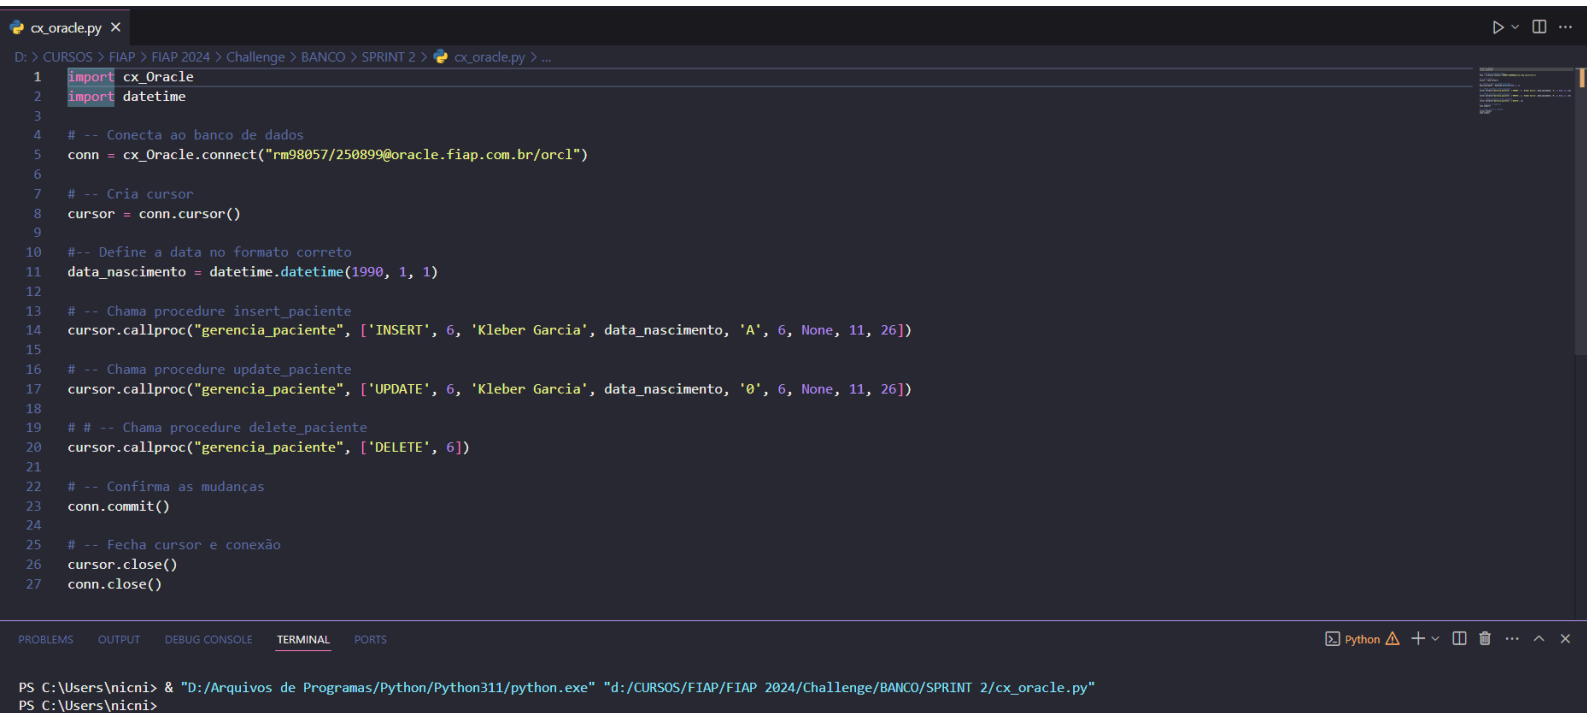 cx_oracle.py
D: > CURSOS > FIAP > FIAP 2024 > Challenge > BANCO > SPRINT 2 > cx_oracle.py > ...
1 import cx_Oracle
2 import datetime
3
4 # -- Conecta ao banco de dados
5 conn = cx_Oracle.connect("rm98057/250899@oracle.fiap.com.br/orcl")
6
7 # -- Cria cursor
8 cursor = conn.cursor()
9
10 #-- Define a data no formato correto
11 data_nascimento = datetime.datetime(1990, 1, 1)
12
13 # -- Chama procedure insert_paciente
14 cursor.callproc("gerencia_paciente", ['INSERT', 6, 'Kleber Garcia', data_nascimento, 'A', 6, None, 11, 26])
15
16 # -- Chama procedure update_paciente
17 cursor.callproc("gerencia_paciente", ['UPDATE', 6, 'Kleber Garcia', data_nascimento, '0', 6, None, 11, 26])
18
19 # # -- Chama procedure delete_paciente
20 cursor.callproc("gerencia_paciente", ['DELETE', 6])
21
22 # -- Confirma as mudanças
23 conn.commit()
24
25 # -- Fecha cursor e conexão
26 cursor.close()
27 conn.close()
PROBLEMS OUTPUT DEBUG CONSOLE TERMINAL PORTS Python
PS C:\Users\nicni> & "D:/Arquivos de Programas/Python/Python311/python.exe" "d:/CURSOS/FIAP/FIAP 2024/Challenge/BANCO/SPRINT 2/cx_oracle.py"
PS C:\Users\nicni>